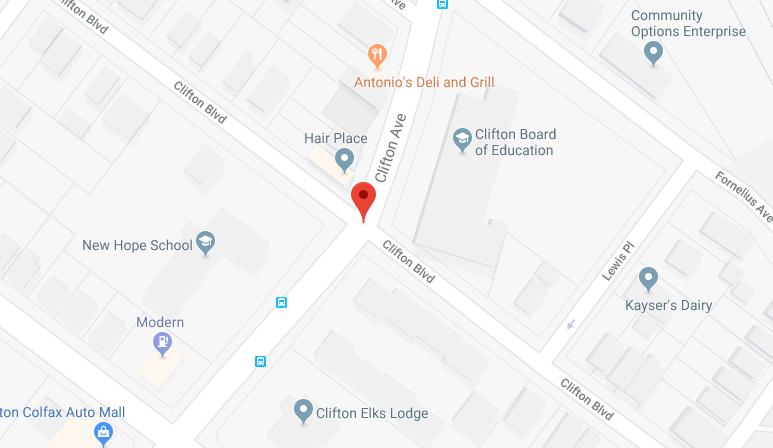 Clifton Blvd
Ave
Community
Options Enterprise
Antonio's Deli and Grill
Clifton Blvd
Clifton Ave
Hair Place
Clifton Board
of Education
Fornelius Ave
New Hope School
Clifton Blvd
Lewis Pl
Kayser's Dairy
Modern
Clifton Blvd
ton Colfax Auto Mall
Clifton Elks Lodge